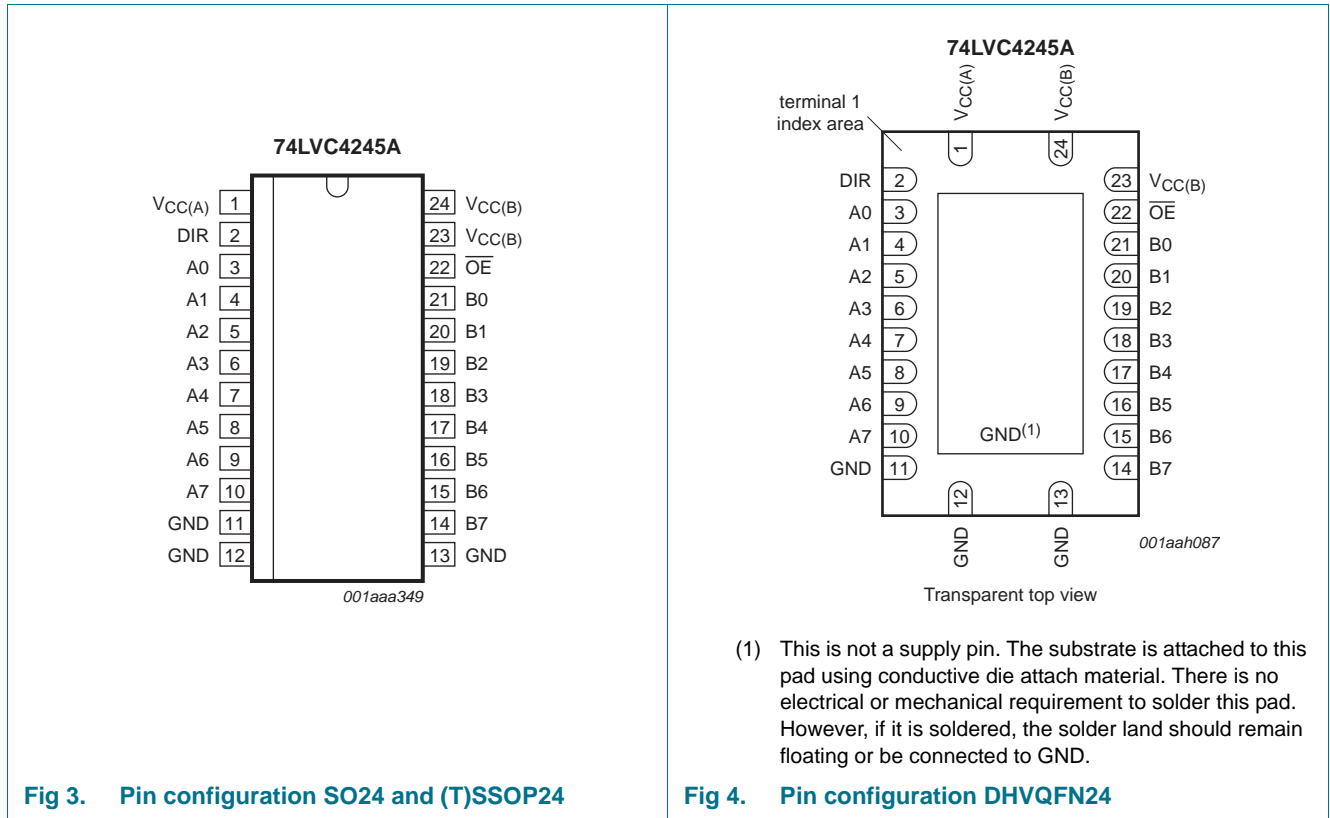 74LVC4245A
VCC(A) 1
24 VCC(B)
DIR 2
23 VCC(B)
A0 3
22 OE
A1 4
21 B0
A2 5
20 B1
A3 6
19 B2
A4 7
18 B3
A5 8
17 B4
A6 9
16 B5
A7 10
15 B6
GND 11
14 B7
GND 12
13 GND
001aaa349
Fig 3. Pin configuration SO24 and (T)SSOP24
74LVC4245A
VCC(A)
VCC(B)
terminal 1
index area
1
24
DIR 2
23 VCC(B)
A0 3
22 OE
A1 4
21 B0
A2 5
20 B1
A3 6
19 B2
A4 7
18 B3
A5 8
17 B4
A6 9
16 B5
A7 10
GND(1)
15 B6
GND 11
14 B7
12
13
GND
GND
001aah087
Transparent top view
(1) This is not a supply pin. The substrate is attached to this
pad using conductive die attach material. There is no
electrical or mechanical requirement to solder this pad.
However, if it is soldered, the solder land should remain
floating or be connected to GND.
Fig 4. Pin configuration DHVQFN24